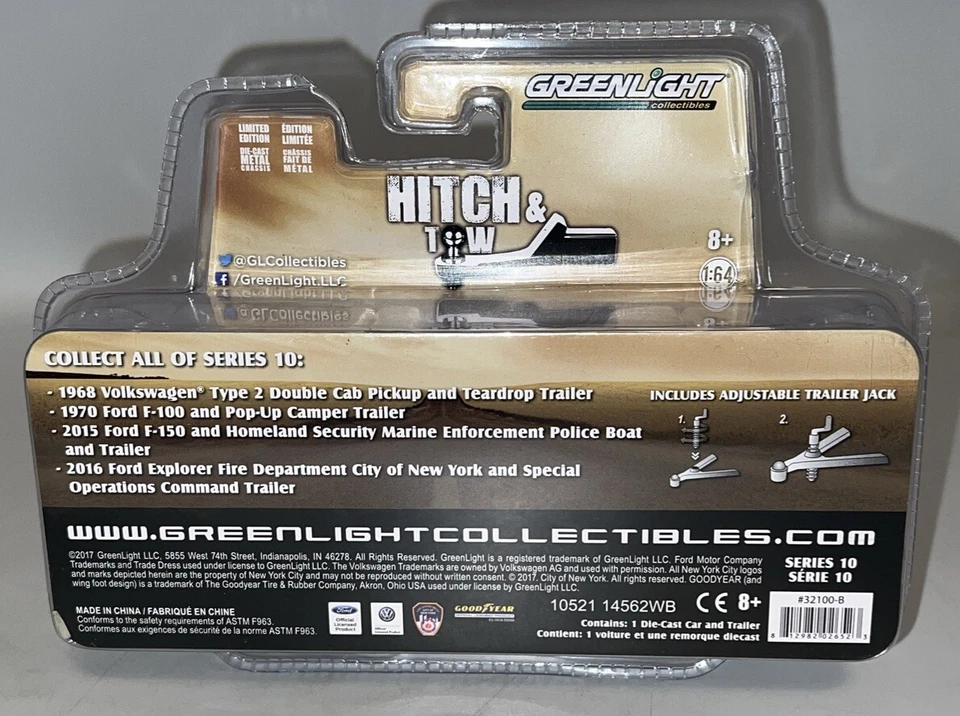 GREENLIGHT
collectibles
LIMITED EDITION
ÉDITION LIMITÉE
DIE-CAST METAL CHASSIS
CHÂSSIS FAIT DE MÉTAL
HITCH &
TOW
8+
1:64
@GLCollectibles
/GreenLight.LLC
COLLECT ALL OF SERIES 10:
- 1968 Volkswagen® Type 2 Double Cab Pickup and Teardrop Trailer
- 1970 Ford F-100 and Pop-Up Camper Trailer
- 2015 Ford F-150 and Homeland Security Marine Enforcement Police Boat
and Trailer
- 2016 Ford Explorer Fire Department City of New York and Special
Operations Command Trailer
INCLUDES ADJUSTABLE TRAILER JACK
1. 2.
WWW.GREENLIGHTCOLLECTIBLES.COM
©2017 GreenLight LLC, 5855 West 74th Street, Indianapolis, IN 46278. All Rights Reserved. GreenLight is a registered trademark of GreenLight LLC. Ford Motor Company
Trademarks and Trade Dress used under license to GreenLight LLC. The Volkswagen Trademarks are owned by Volkswagen AG and used with permission. All New York City logos
and marks depicted herein are the property of New York City and may not be reproduced without written consent. © 2017. City of New York. All rights reserved. GOODYEAR (and
wing foot design) is a trademark of The Goodyear Tire & Rubber Company, Akron, Ohio USA used under license by GreenLight LLC.
SERIES 10
SÉRIE 10
MADE IN CHINA / FABRIQUÉ EN CHINE
Conforms to the safety requirements of ASTM F963.
Conformes aux exigences de sécurité de la norme ASTM F963.
Ford
Official
Licensed
Product
GOODYEAR
10521 14562WB
CE 8+
Contains: 1 Die-Cast Car and Trailer
Contient: 1 voiture et une remorque diecast
#32100-B
8 12982 02652 3